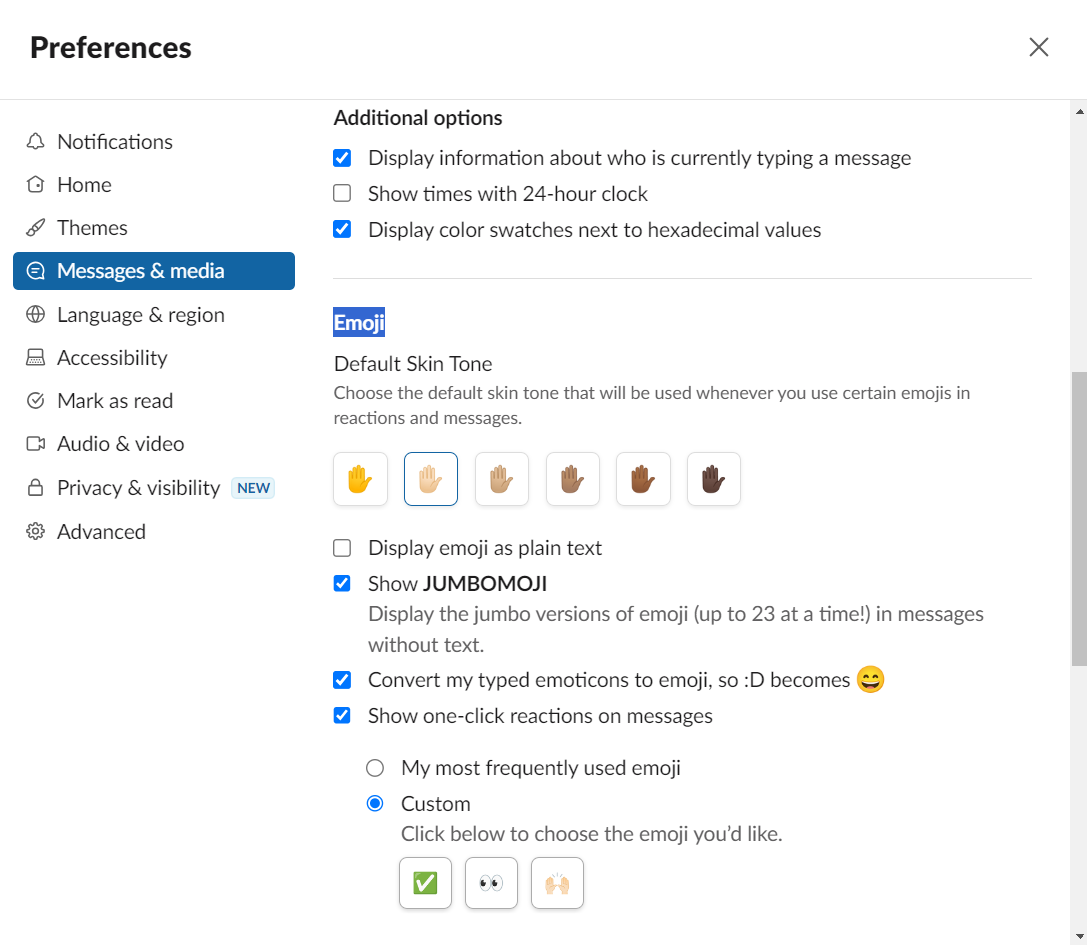 Preferences
Notifications
Home
Themes
Messages & media
Language & region
Accessibility
Mark as read
Audio & video
Privacy & visibility NEW
Advanced
Additional options
Display information about who is currently typing a message
Show times with 24-hour clock
Display color swatches next to hexadecimal values
Emoji
Default Skin Tone
Choose the default skin tone that will be used whenever you use certain emojis in
reactions and messages.
Display emoji as plain text
Show JUMBOMOJI
Display the jumbo versions of emoji (up to 23 at a time!) in messages
without text.
Convert my typed emoticons to emoji, so :D becomes 😄
Show one-click reactions on messages
My most frequently used emoji
Custom
Click below to choose the emoji you’d like.